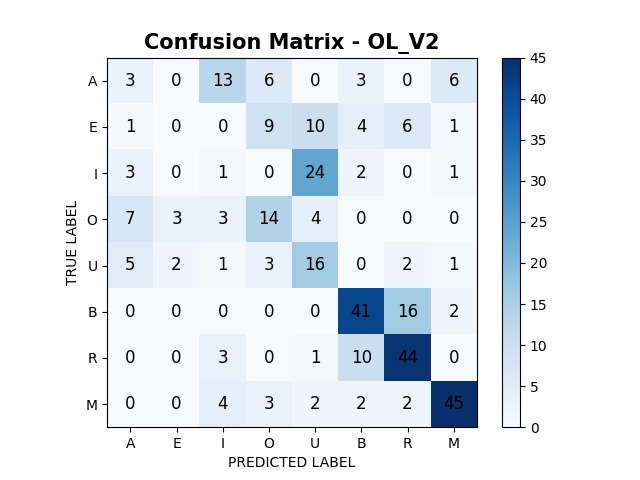 Confusion Matrix - OL_V2
TRUE LABEL
A 3 0 13 6 0 3 0 6
E 1 0 0 9 10 4 6 1
I 3 0 1 0 24 2 0 1
O 7 3 3 14 4 0 0 0
U 5 2 1 3 16 0 2 1
B 0 0 0 0 0 41 16 2
R 0 0 3 0 1 10 44 0
M 0 0 4 3 2 2 2 45
A E I O U B R M
PREDICTED LABEL
45
40
35
30
25
20
15
10
5
0